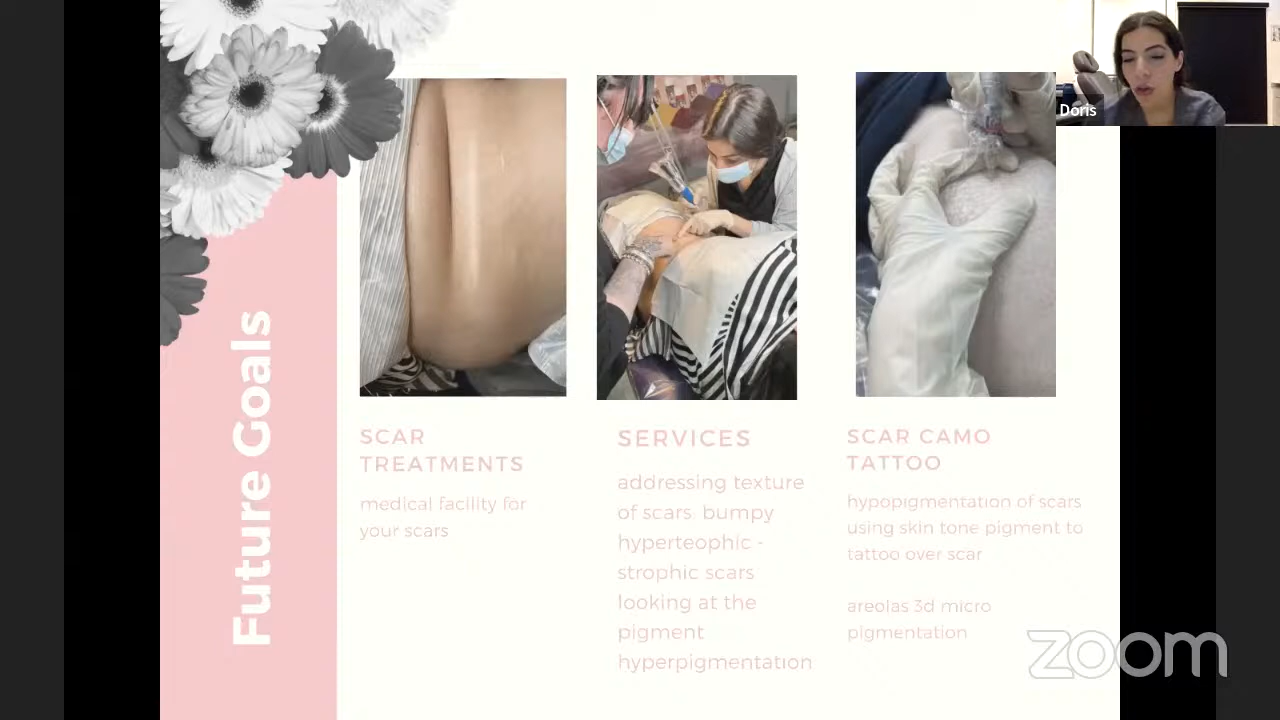 Doris
Future Goals
SCAR
TREATMENTS
medical facility for
your scars
SERVICES
addressing texture
of scars. bumpy
hyperteophic -
strophic scars
looking at the
pigment
hyperpigmentation
SCAR CAMO
TATTOO
hypopigmentation of scars
using skin tone pigment to
tattoo over scar
areolas 3d micro
pigmentation
zoom